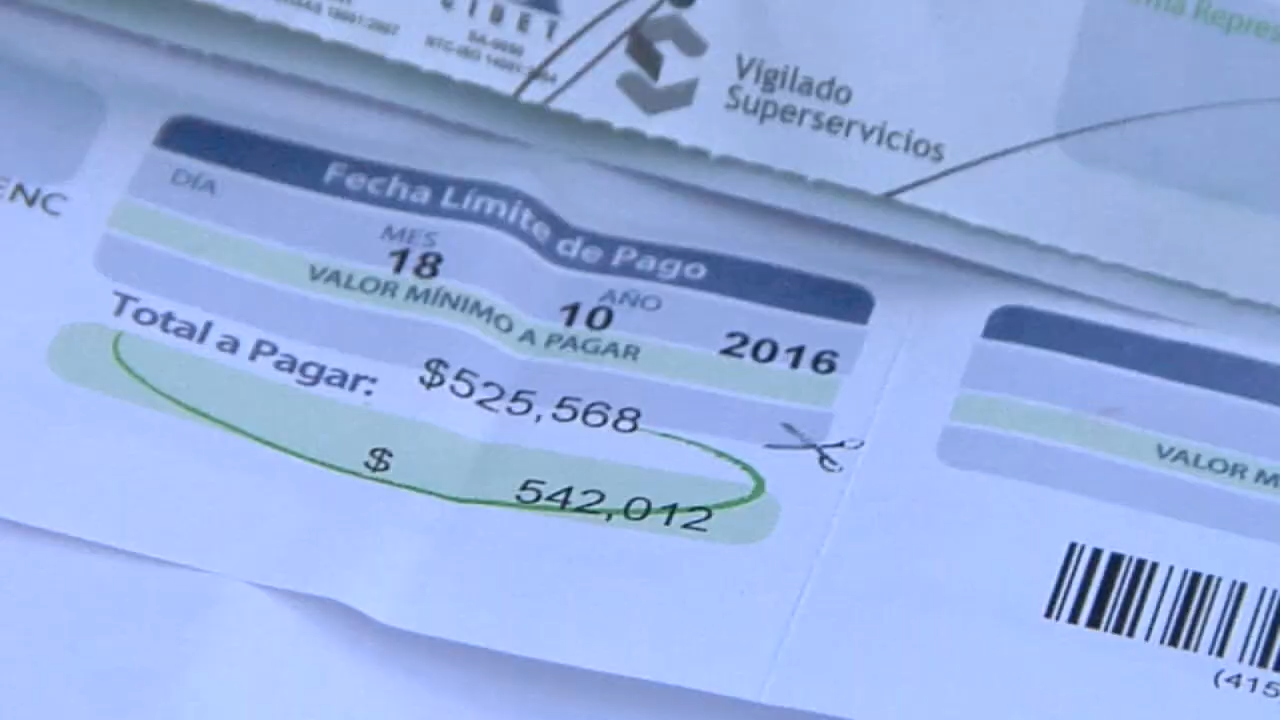 CIDET
Vigilado
Superservicios
ENC
Fecha Límite de Pago
DÍA
MES
AÑO
18
10
2016
VALOR MÍNIMO A PAGAR
$525,568
Total a Pagar:
$ 542,012
VALOR M
(415